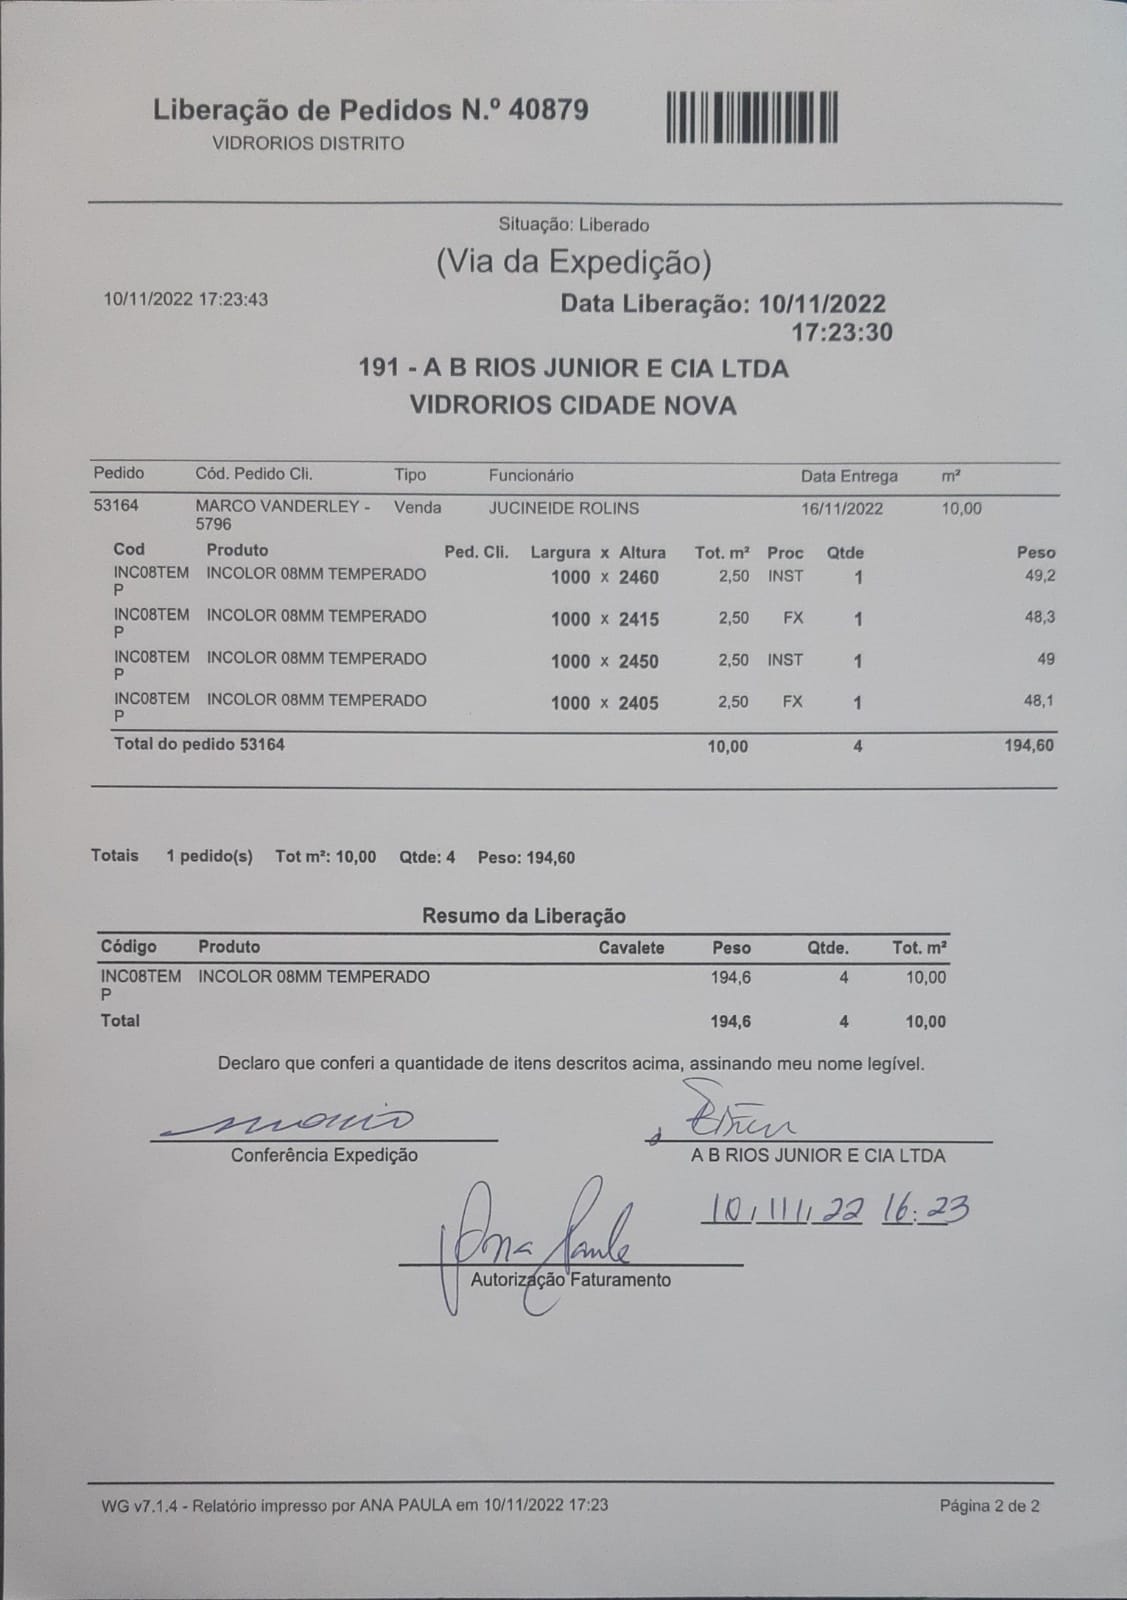 Liberação de Pedidos N.º 40879
VIDRORIOS DISTRITO
Situação: Liberado
(Via da Expedição)
10/11/2022 17:23:43
Data Liberação: 10/11/2022
17:23:30
191 - A B RIOS JUNIOR E CIA LTDA
VIDRORIOS CIDADE NOVA
Pedido Cód. Pedido Cli. Tipo Funcionário Data Entrega m²
53164 MARCO VANDERLEY - Venda JUCINEIDE ROLINS 16/11/2022 10,00
5796
Cod Produto Ped. Cli. Largura x Altura Tot. m² Proc Qtde Peso
INC08TEM INCOLOR 08MM TEMPERADO 1000 x 2460 2,50 INST 1 49,2
P
INC08TEM INCOLOR 08MM TEMPERADO 1000 x 2415 2,50 FX 1 48,3
P
INC08TEM INCOLOR 08MM TEMPERADO 1000 x 2450 2,50 INST 1 49
P
INC08TEM INCOLOR 08MM TEMPERADO 1000 x 2405 2,50 FX 1 48,1
P
Total do pedido 53164 10,00 4 194,60
Totais 1 pedido(s) Tot m²: 10,00 Qtde: 4 Peso: 194,60
Resumo da Liberação
Código Produto Cavalete Peso Qtde. Tot. m²
INC08TEM INCOLOR 08MM TEMPERADO 194,6 4 10,00
P
Total 194,6 4 10,00
Declaro que conferi a quantidade de itens descritos acima, assinando meu nome legível.
Conferência Expedição
A B RIOS JUNIOR E CIA LTDA
10/11/22 16:23
Ana Paula
Autorização Faturamento
WG v7.1.4 - Relatório impresso por ANA PAULA em 10/11/2022 17:23
Página 2 de 2